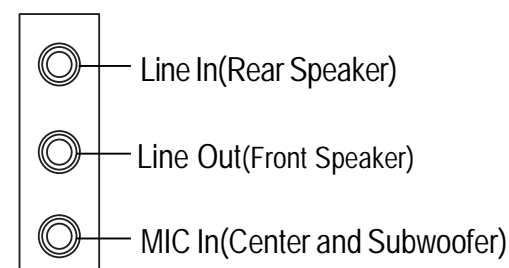 Line In(Rear Speaker)
Line Out(Front Speaker)
MIC In(Center and Subwoofer)